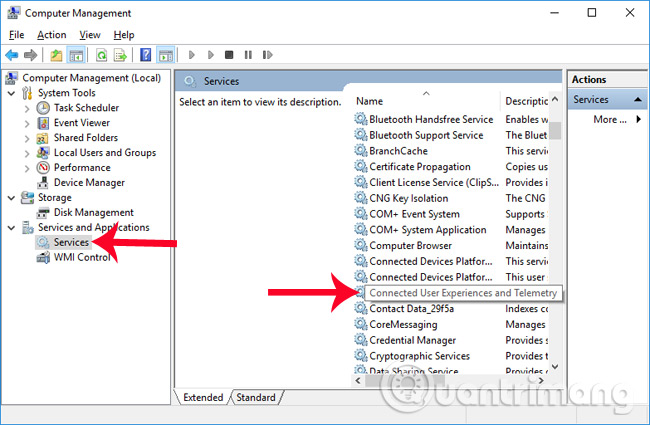 Computer Management
File Action View Help
Computer Management (Local)
System Tools
Task Scheduler
Event Viewer
Shared Folders
Local Users and Groups
Performance
Device Manager
Storage
Disk Management
Services and Applications
Services
WMI Control
Services
Select an item to view its description.
Name Descriptic
Bluetooth Handsfree Service Enables w
Bluetooth Support Service The Bluet
BranchCache This servi
Certificate Propagation Copies us
Client License Service (ClipS... Provides i
CNG Key Isolation The CNG
COM+ Event System Supports
COM+ System Application Manages
Computer Browser Maintains
Connected Devices Platfor... This servi
Connected Devices Platfor... This user
Connected User Experiences and Telemetry
Contact Data_29f5a Indexes co
CoreMessaging Manages
Credential Manager Provides s
Cryptographic Services Provides t
Data Sharing Service Provides d
Extended Standard
Actions
Services
More ...
Quantrimang